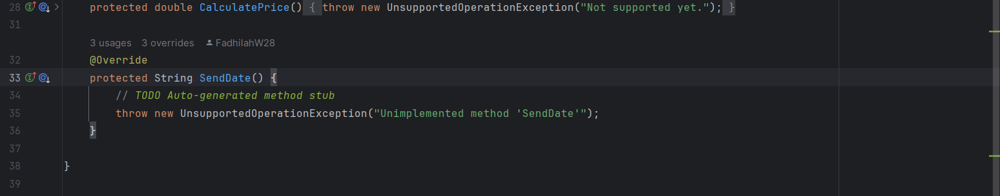 28 protected double CalculatePrice() { throw new UnsupportedOperationException("Not supported yet."); }
31
3 usages 3 overrides FadhilahW28
32 @Override
33 protected String SendDate() {
34 // TODO Auto-generated method stub
35 throw new UnsupportedOperationException("Unimplemented method 'SendDate'");
36 }
37
38 }
39